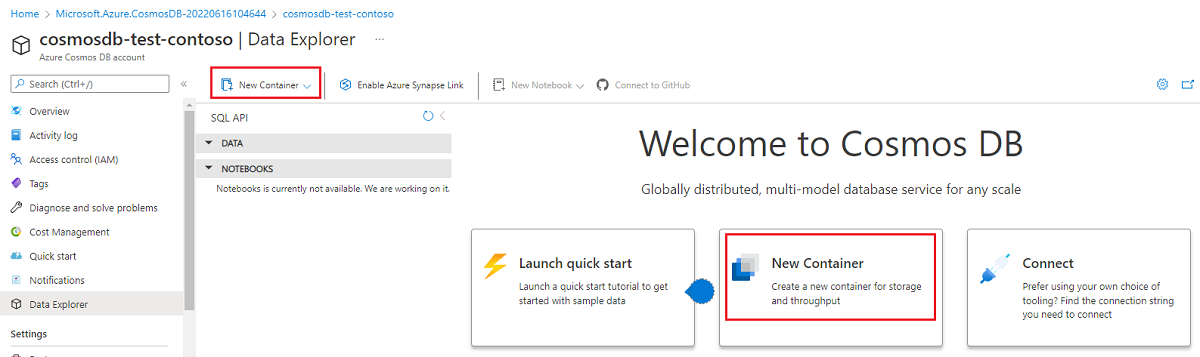 Home > Microsoft.Azure.CosmosDB-20220616104644 > cosmosdb-test-contoso
cosmosdb-test-contoso | Data Explorer ...
Azure Cosmos DB account
Search (Ctrl+/)
«
New Container
Enable Azure Synapse Link
New Notebook
Connect to GitHub
Overview
Activity log
Access control (IAM)
Tags
Diagnose and solve problems
Cost Management
Quick start
Notifications
Data Explorer
Settings
SQL API
DATA
NOTEBOOKS
Notebooks is currently not available. We are working on it.
Welcome to Cosmos DB
Globally distributed, multi-model database service for any scale
Launch quick start
Launch a quick start tutorial to get
started with sample data
New Container
Create a new container for storage
and throughput
Connect
Prefer using your own choice of
tooling? Find the connection string
you need to connect